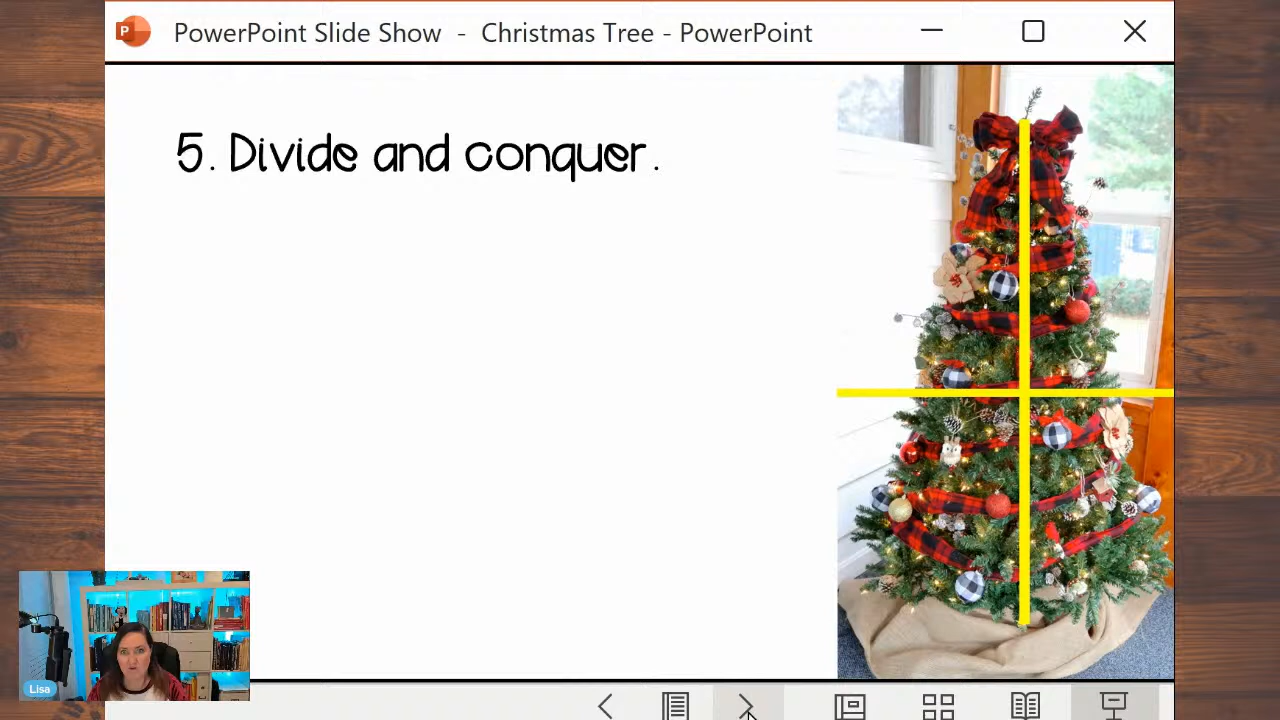 P PowerPoint Slide Show - Christmas Tree - PowerPoint
5. Divide and conquer.
Lisa